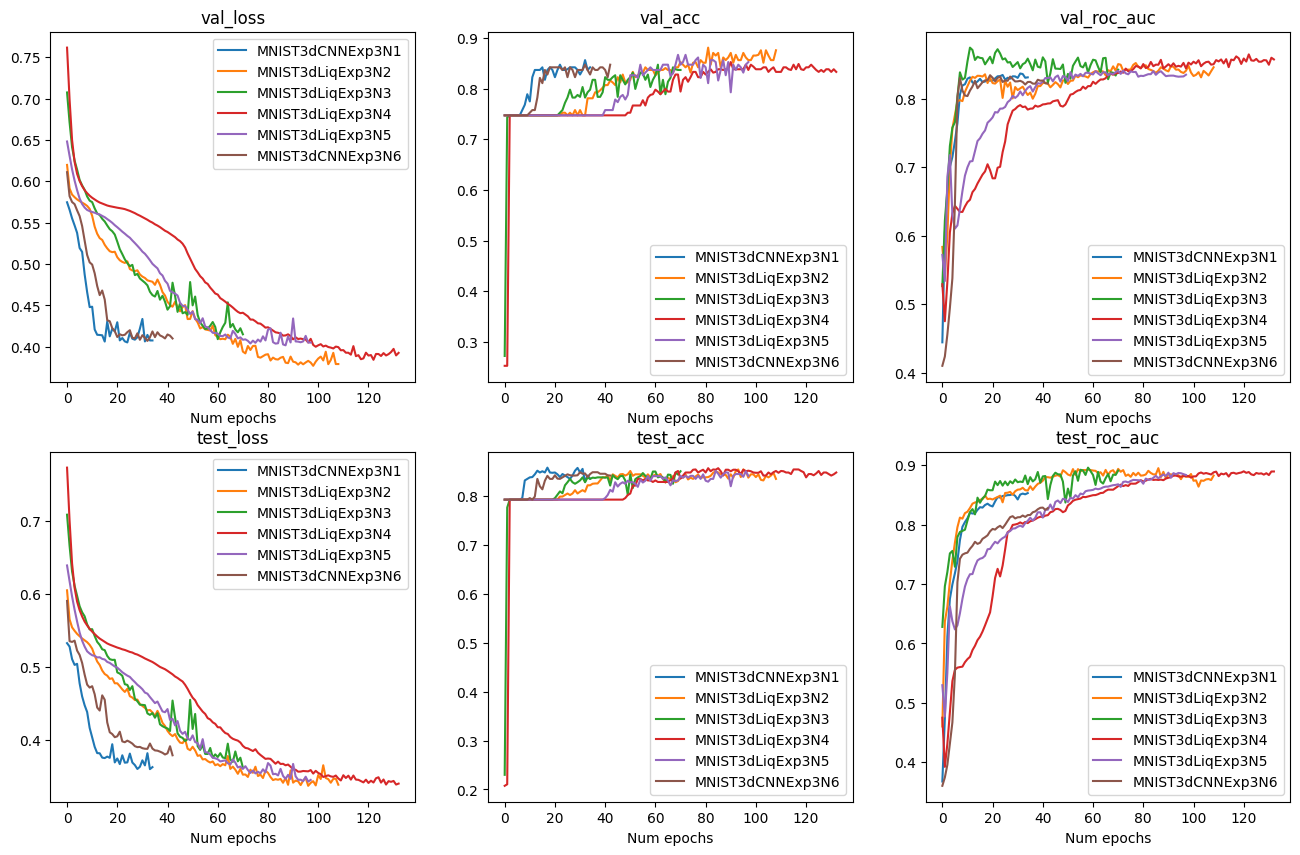 val_loss
0.75
0.70
0.65
0.60
0.55
0.50
0.45
0.40
0 20 40 60 80 100 120
Num epochs
MNIST3dCNNExp3N1
MNIST3dLiqExp3N2
MNIST3dLiqExp3N3
MNIST3dLiqExp3N4
MNIST3dLiqExp3N5
MNIST3dCNNExp3N6
val_acc
0.9
0.8
0.7
0.6
0.5
0.4
0.3
0 20 40 60 80 100 120
Num epochs
MNIST3dCNNExp3N1
MNIST3dLiqExp3N2
MNIST3dLiqExp3N3
MNIST3dLiqExp3N4
MNIST3dLiqExp3N5
MNIST3dCNNExp3N6
val_roc_auc
0.8
0.7
0.6
0.5
0.4
0 20 40 60 80 100 120
Num epochs
MNIST3dCNNExp3N1
MNIST3dLiqExp3N2
MNIST3dLiqExp3N3
MNIST3dLiqExp3N4
MNIST3dLiqExp3N5
MNIST3dCNNExp3N6
test_loss
0.7
0.6
0.5
0.4
0 20 40 60 80 100 120
Num epochs
MNIST3dCNNExp3N1
MNIST3dLiqExp3N2
MNIST3dLiqExp3N3
MNIST3dLiqExp3N4
MNIST3dLiqExp3N5
MNIST3dCNNExp3N6
test_acc
0.8
0.7
0.6
0.5
0.4
0.3
0.2
0 20 40 60 80 100 120
Num epochs
MNIST3dCNNExp3N1
MNIST3dLiqExp3N2
MNIST3dLiqExp3N3
MNIST3dLiqExp3N4
MNIST3dLiqExp3N5
MNIST3dCNNExp3N6
test_roc_auc
0.9
0.8
0.7
0.6
0.5
0.4
0 20 40 60 80 100 120
Num epochs
MNIST3dCNNExp3N1
MNIST3dLiqExp3N2
MNIST3dLiqExp3N3
MNIST3dLiqExp3N4
MNIST3dLiqExp3N5
MNIST3dCNNExp3N6